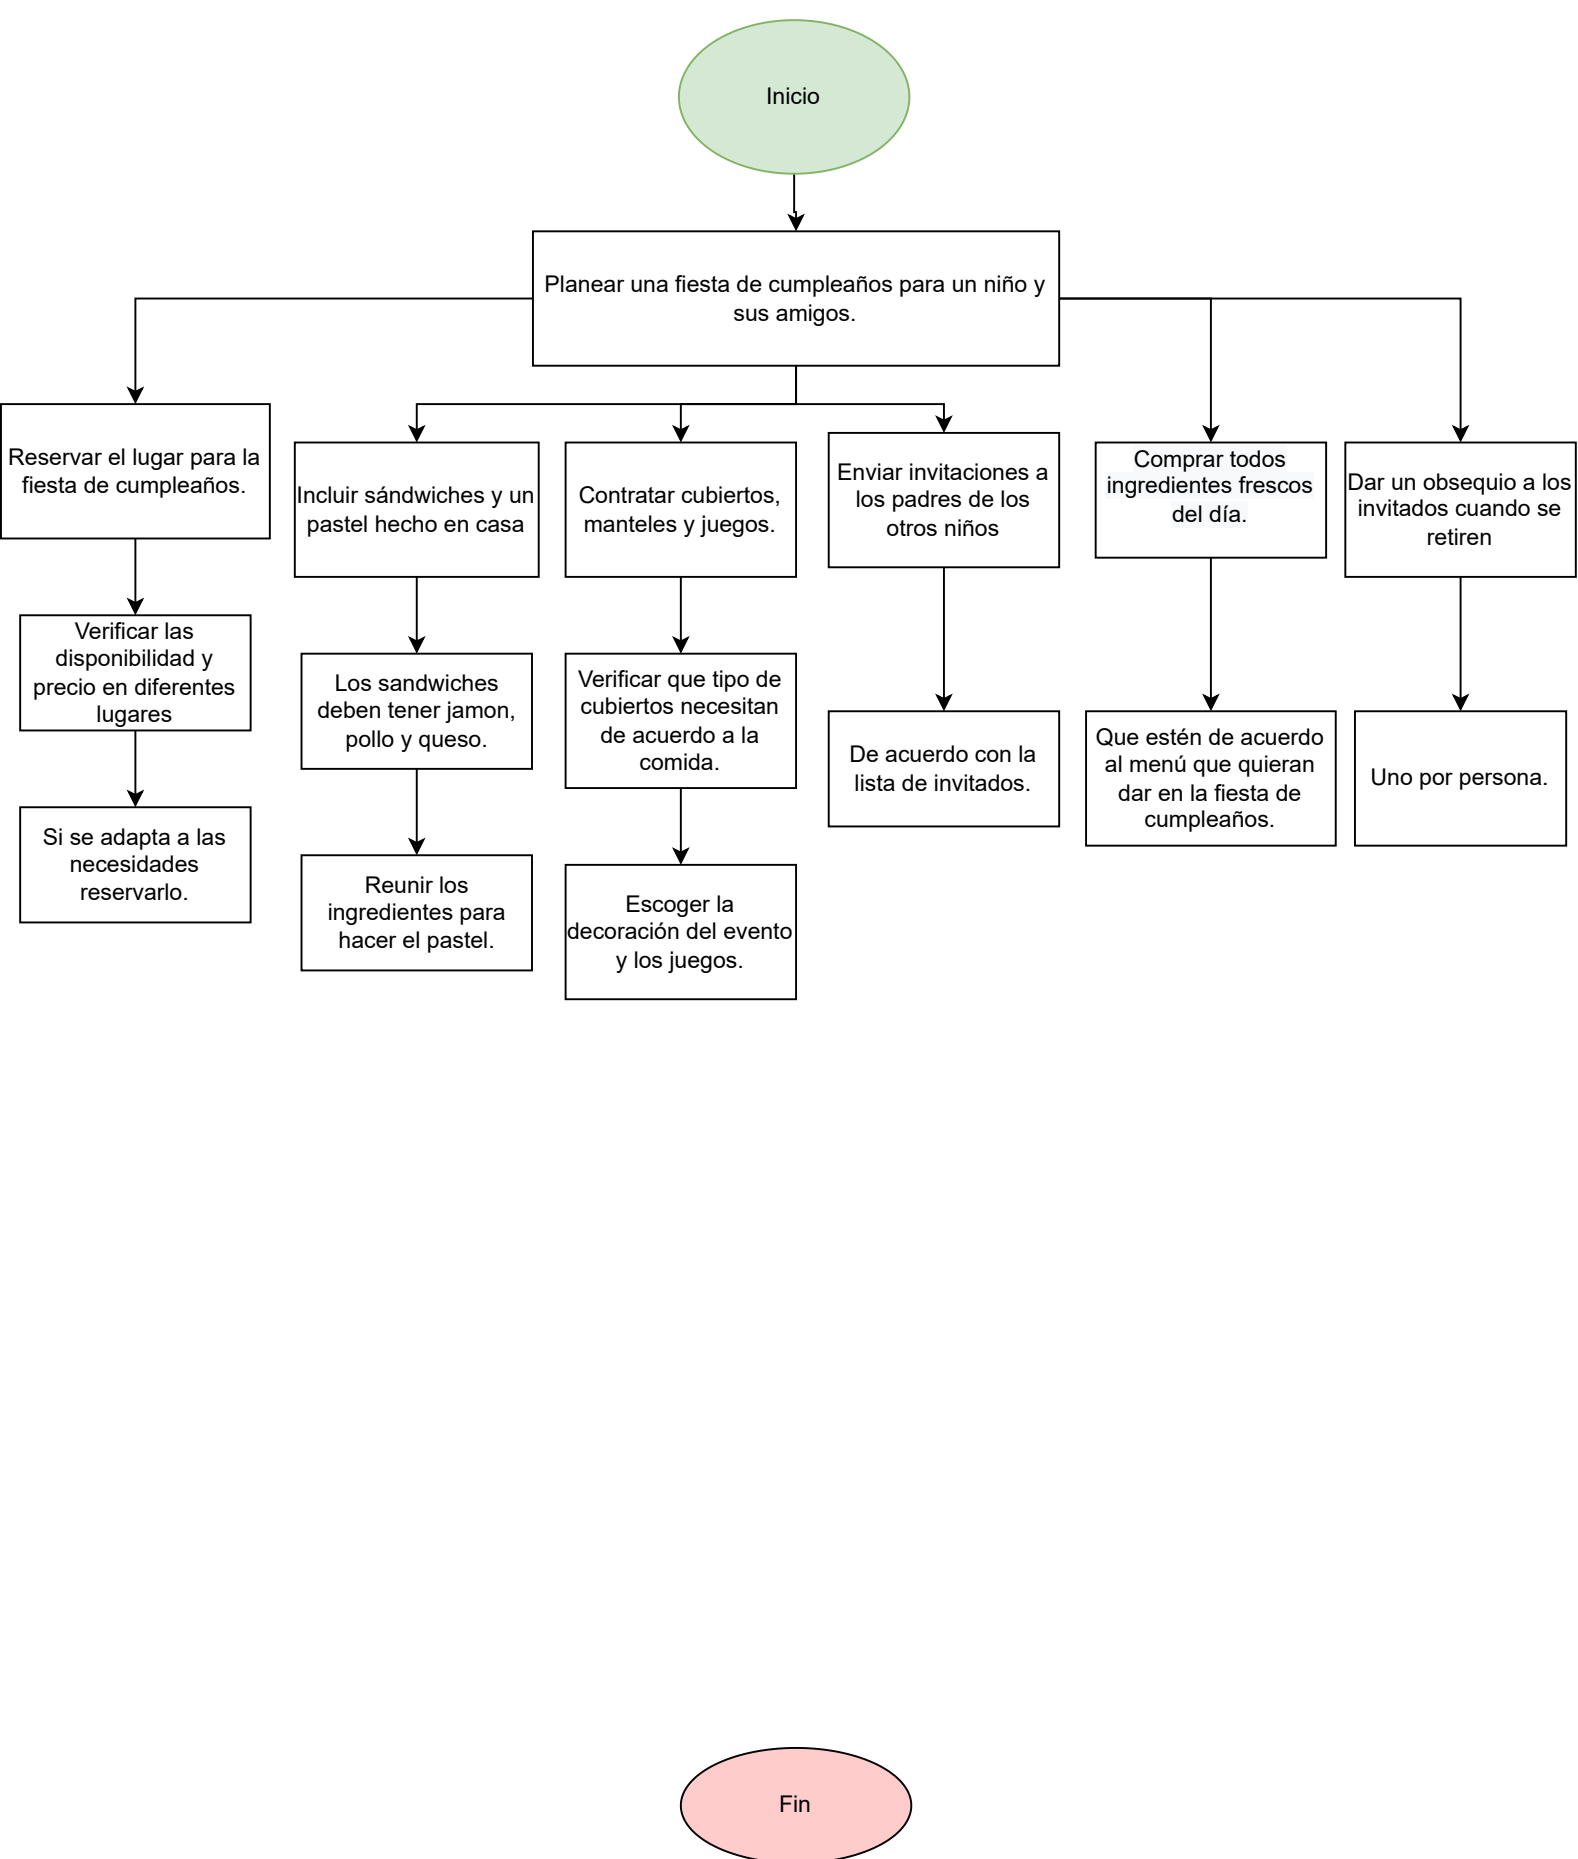 Inicio
Planear una fiesta de cumpleaños para un niño y
sus amigos.
Reservar el lugar para la
fiesta de cumpleaños.
Incluir sándwiches y un
pastel hecho en casa
Contratar cubiertos,
manteles y juegos.
Enviar invitaciones a
los padres de los
otros niños
Comprar todos
ingredientes frescos
del día.
Dar un obsequio a los
invitados cuando se
retiren
Verificar las
disponibilidad y
precio en diferentes
lugares
Los sandwiches
deben tener jamon,
pollo y queso.
Verificar que tipo de
cubiertos necesitan
de acuerdo a la
comida.
De acuerdo con la
lista de invitados.
Que estén de acuerdo
al menú que quieran
dar en la fiesta de
cumpleaños.
Uno por persona.
Si se adapta a las
necesidades
reservarlo.
Reunir los
ingredientes para
hacer el pastel.
Escoger la
decoración del evento
y los juegos.
Fin